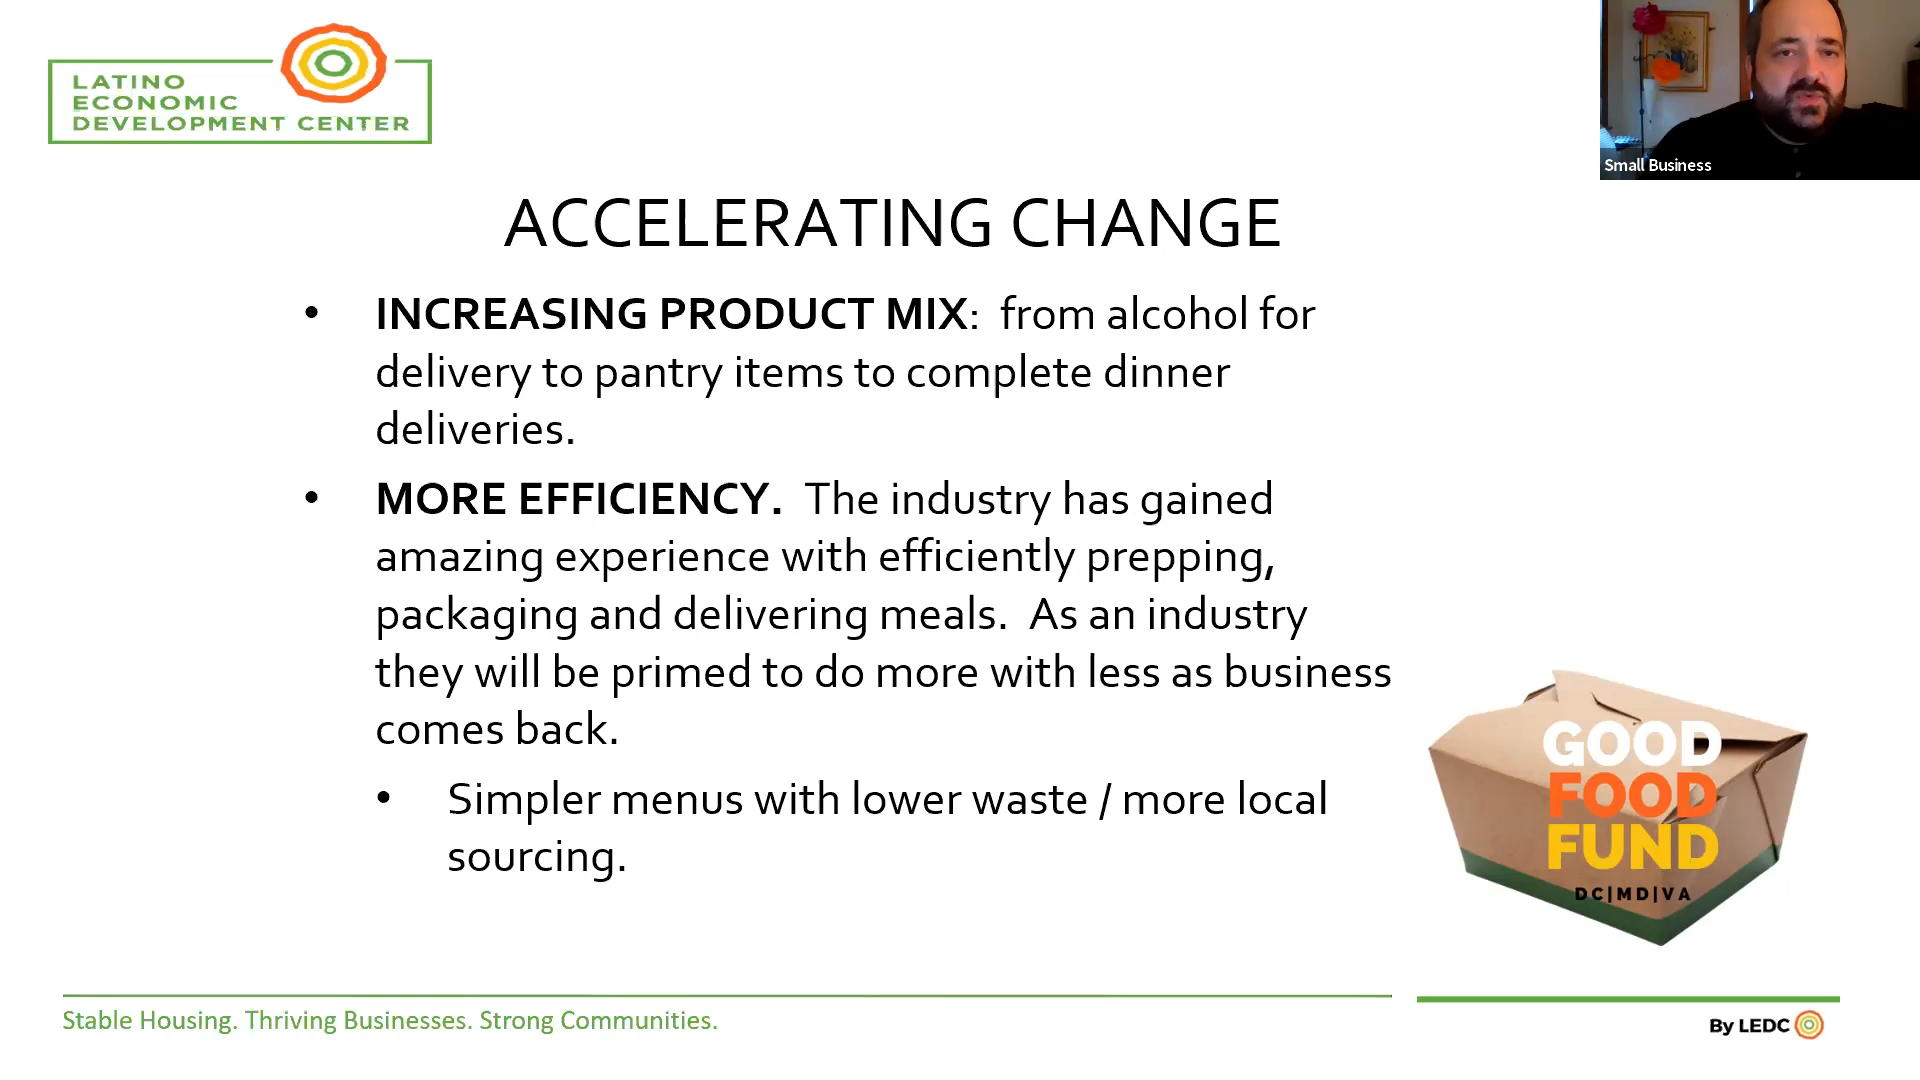 LATINO
ECONOMIC
DEVELOPMENT CENTER
Small Business
ACCELERATING CHANGE
• INCREASING PRODUCT MIX:  from alcohol for
delivery to pantry items to complete dinner
deliveries.
• MORE EFFICIENCY.  The industry has gained
amazing experience with efficiently prepping,
packaging and delivering meals.  As an industry
they will be primed to do more with less as business
comes back.
• Simpler menus with lower waste / more local
sourcing.
GOOD
FOOD
FUND
DC|MD|VA
Stable Housing. Thriving Businesses. Strong Communities.
By LEDC